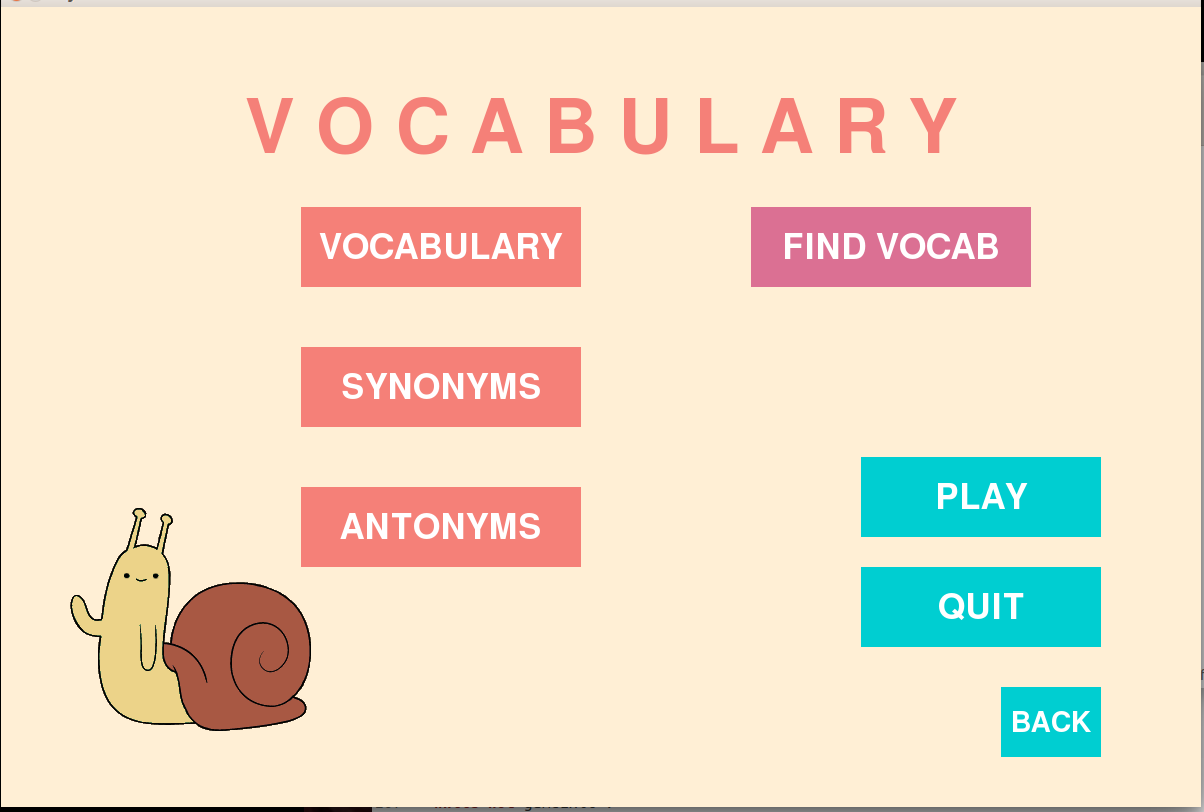 V O C A B U L A R Y
VOCABULARY
FIND VOCAB
SYNONYMS
ANTONYMS
PLAY
QUIT
BACK